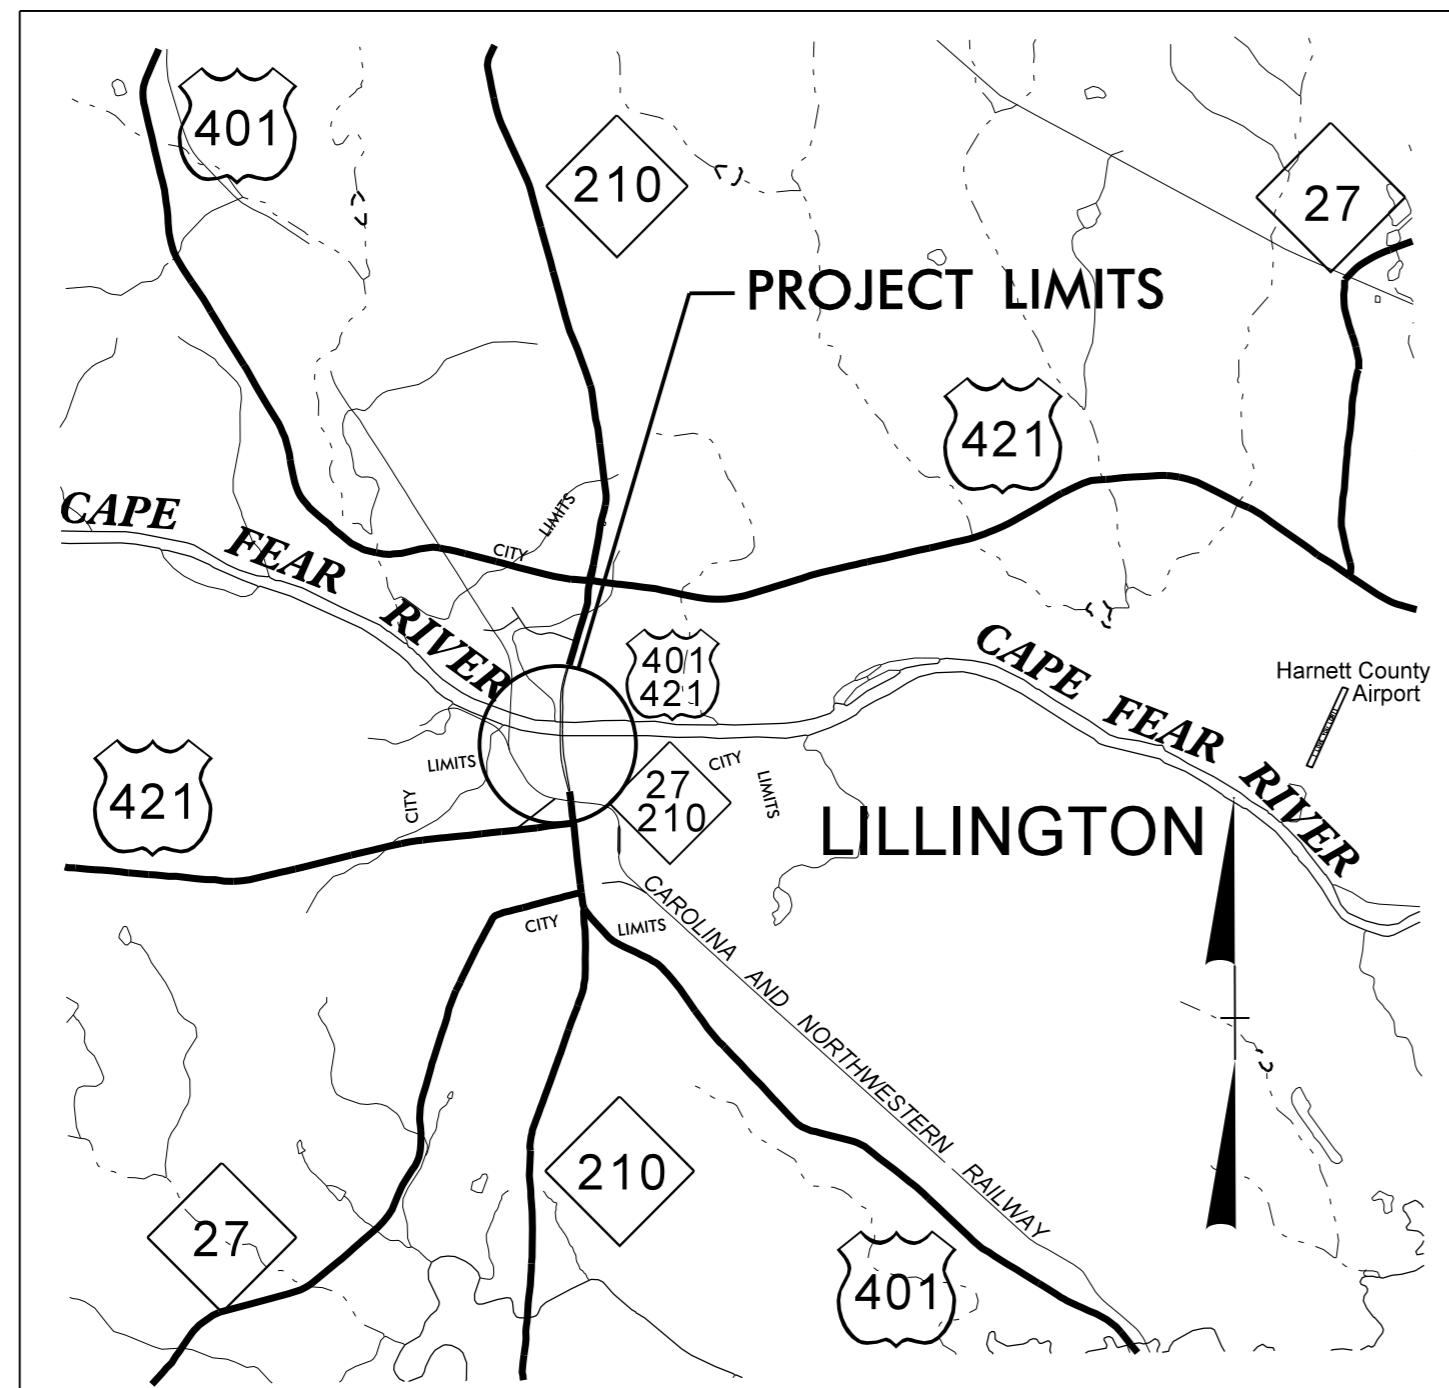 401
210
27
PROJECT LIMITS
421
CAPE FEAR RIVER
CITY LIMITS
401
421
CAPE FEAR RIVER
Harnett County
Airport
421
CITY LIMITS
27
210
CITY LIMITS
LILLINGTON
CITY LIMITS
CAROLINA AND NORTHWESTERN RAILWAY
210
27
401